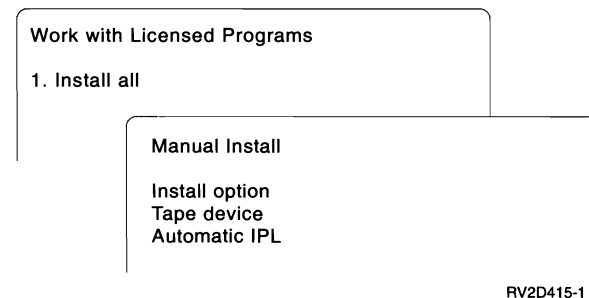 Work with Licensed Programs
1. Install all
Manual Install
Install option
Tape device
Automatic IPL
RV2D415-1